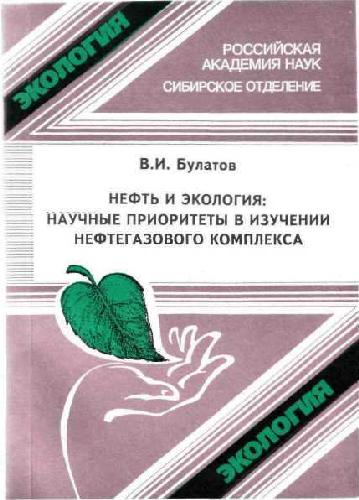 ЭКОЛОГИЯ
РОССИЙСКАЯ
АКАДЕМИЯ НАУК
СИБИРСКОЕ ОТДЕЛЕНИЕ
В.И. Булатов
НЕФТЬ И ЭКОЛОГИЯ:
НАУЧНЫЕ ПРИОРИТЕТЫ В ИЗУЧЕНИИ
НЕФТЕГАЗОВОГО КОМПЛЕКСА
ЭКОЛОГИЯ